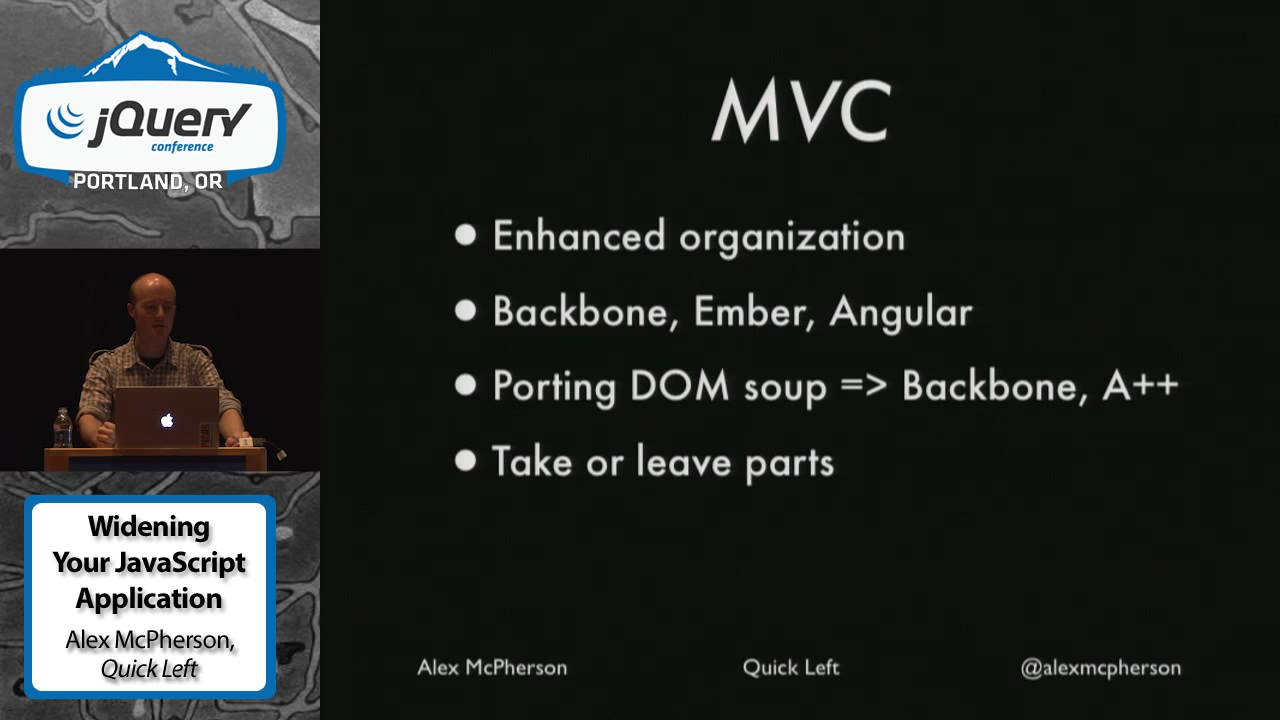 jQuery
conference
PORTLAND, OR
Widening
Your JavaScript
Application
Alex McPherson,
Quick Left
MVC
Enhanced organization
Backbone, Ember, Angular
Porting DOM soup => Backbone, A++
Take or leave parts
Alex McPherson
Quick Left
@alexmcpherson